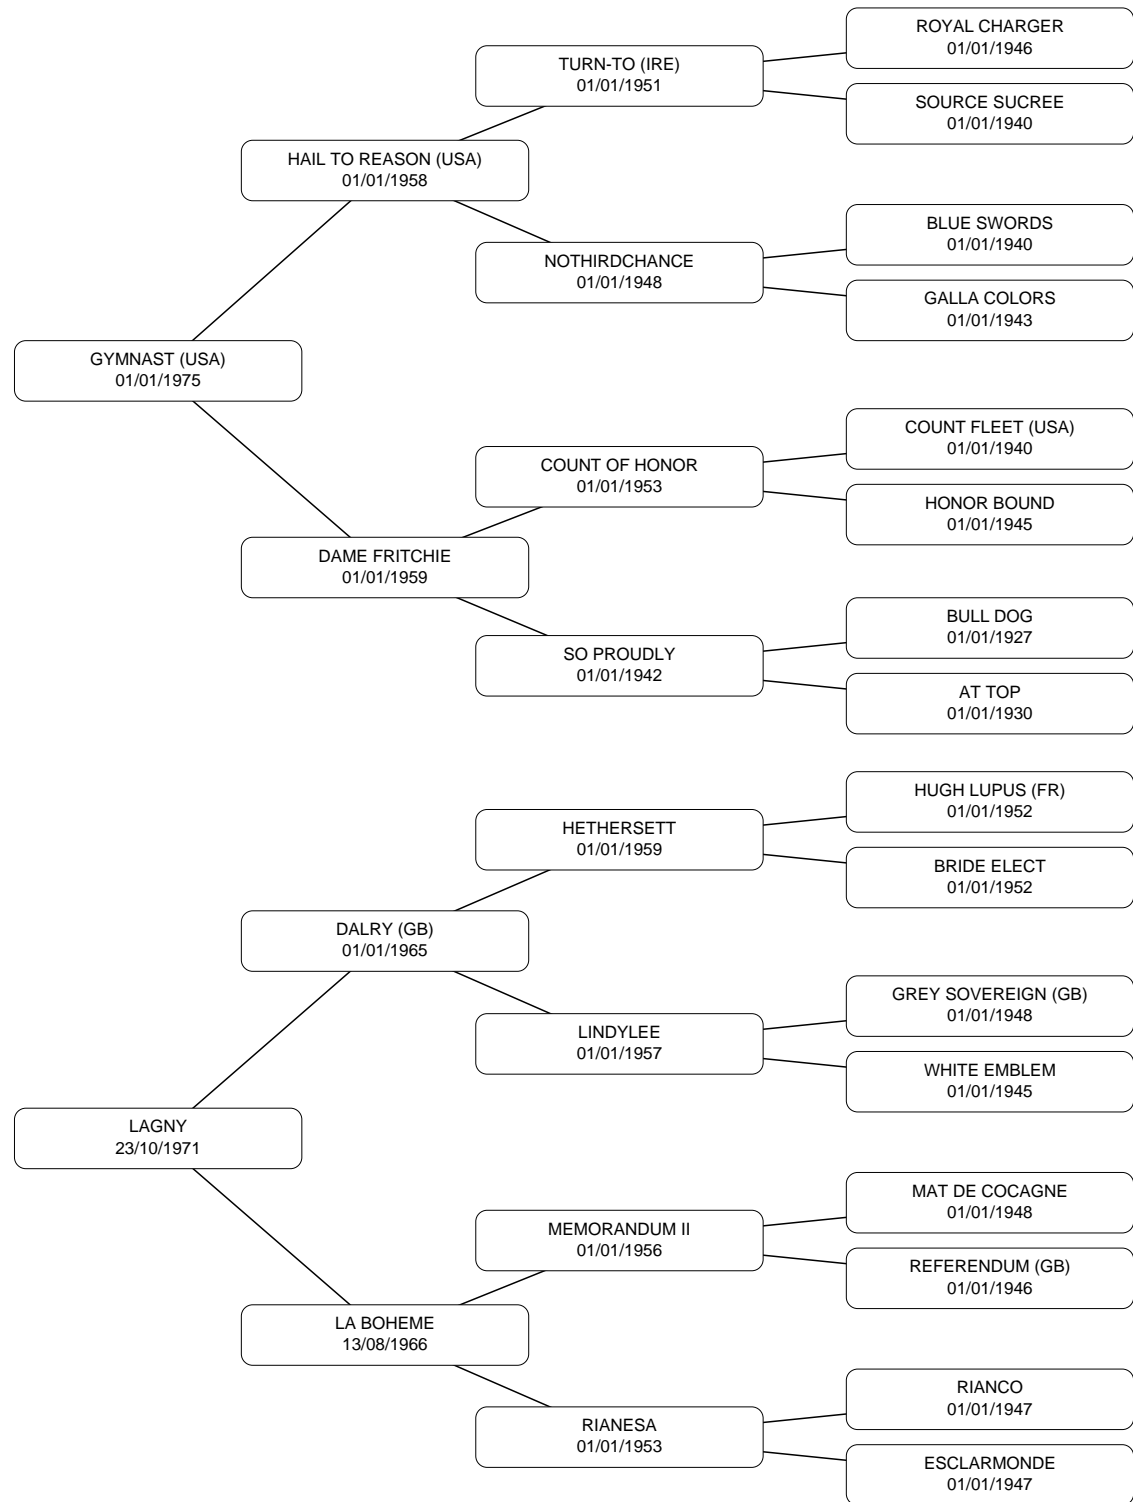 ROYAL CHARGER
01/01/1946
TURN-TO (IRE)
01/01/1951
SOURCE SUCREE
01/01/1940
HAIL TO REASON (USA)
01/01/1958
BLUE SWORDS
01/01/1940
NOTHIRDCHANCE
01/01/1948
GALLA COLORS
01/01/1943
GYMNAST (USA)
01/01/1975
COUNT FLEET (USA)
01/01/1940
COUNT OF HONOR
01/01/1953
HONOR BOUND
01/01/1945
DAME FRITCHIE
01/01/1959
BULL DOG
01/01/1927
SO PROUDLY
01/01/1942
AT TOP
01/01/1930
HUGH LUPUS (FR)
01/01/1952
HETHERSETT
01/01/1959
BRIDE ELECT
01/01/1952
DALRY (GB)
01/01/1965
GREY SOVEREIGN (GB)
01/01/1948
LINDYLEE
01/01/1957
WHITE EMBLEM
01/01/1945
LAGNY
23/10/1971
MAT DE COCAGNE
01/01/1948
MEMORANDUM II
01/01/1956
REFERENDUM (GB)
01/01/1946
LA BOHEME
13/08/1966
RIANCO
01/01/1947
RIANESA
01/01/1953
ESCLARMONDE
01/01/1947